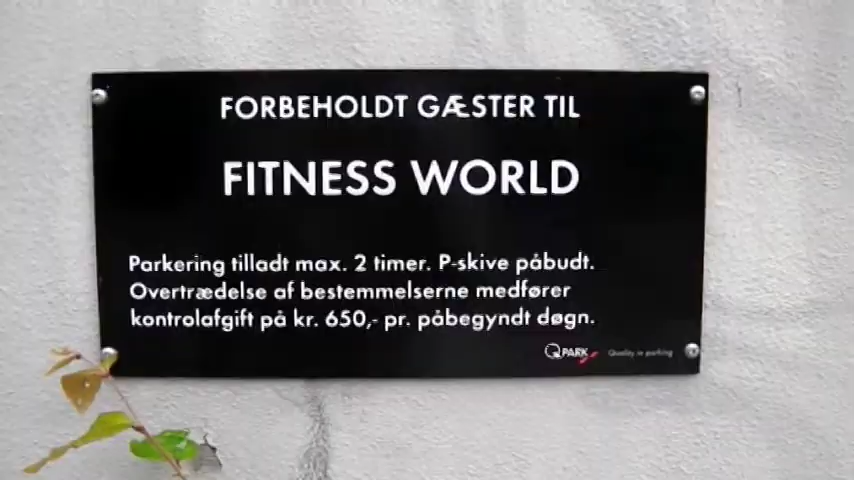 FORBEHOLDT GÆSTER TIL
FITNESS WORLD
Parkering tilladt max. 2 timer. P-skive påbudt.
Overtrædelse af bestemmelserne medfører
kontrolafgift på kr. 650,- pr. påbegyndt døgn.
Q PARK Quality in parking